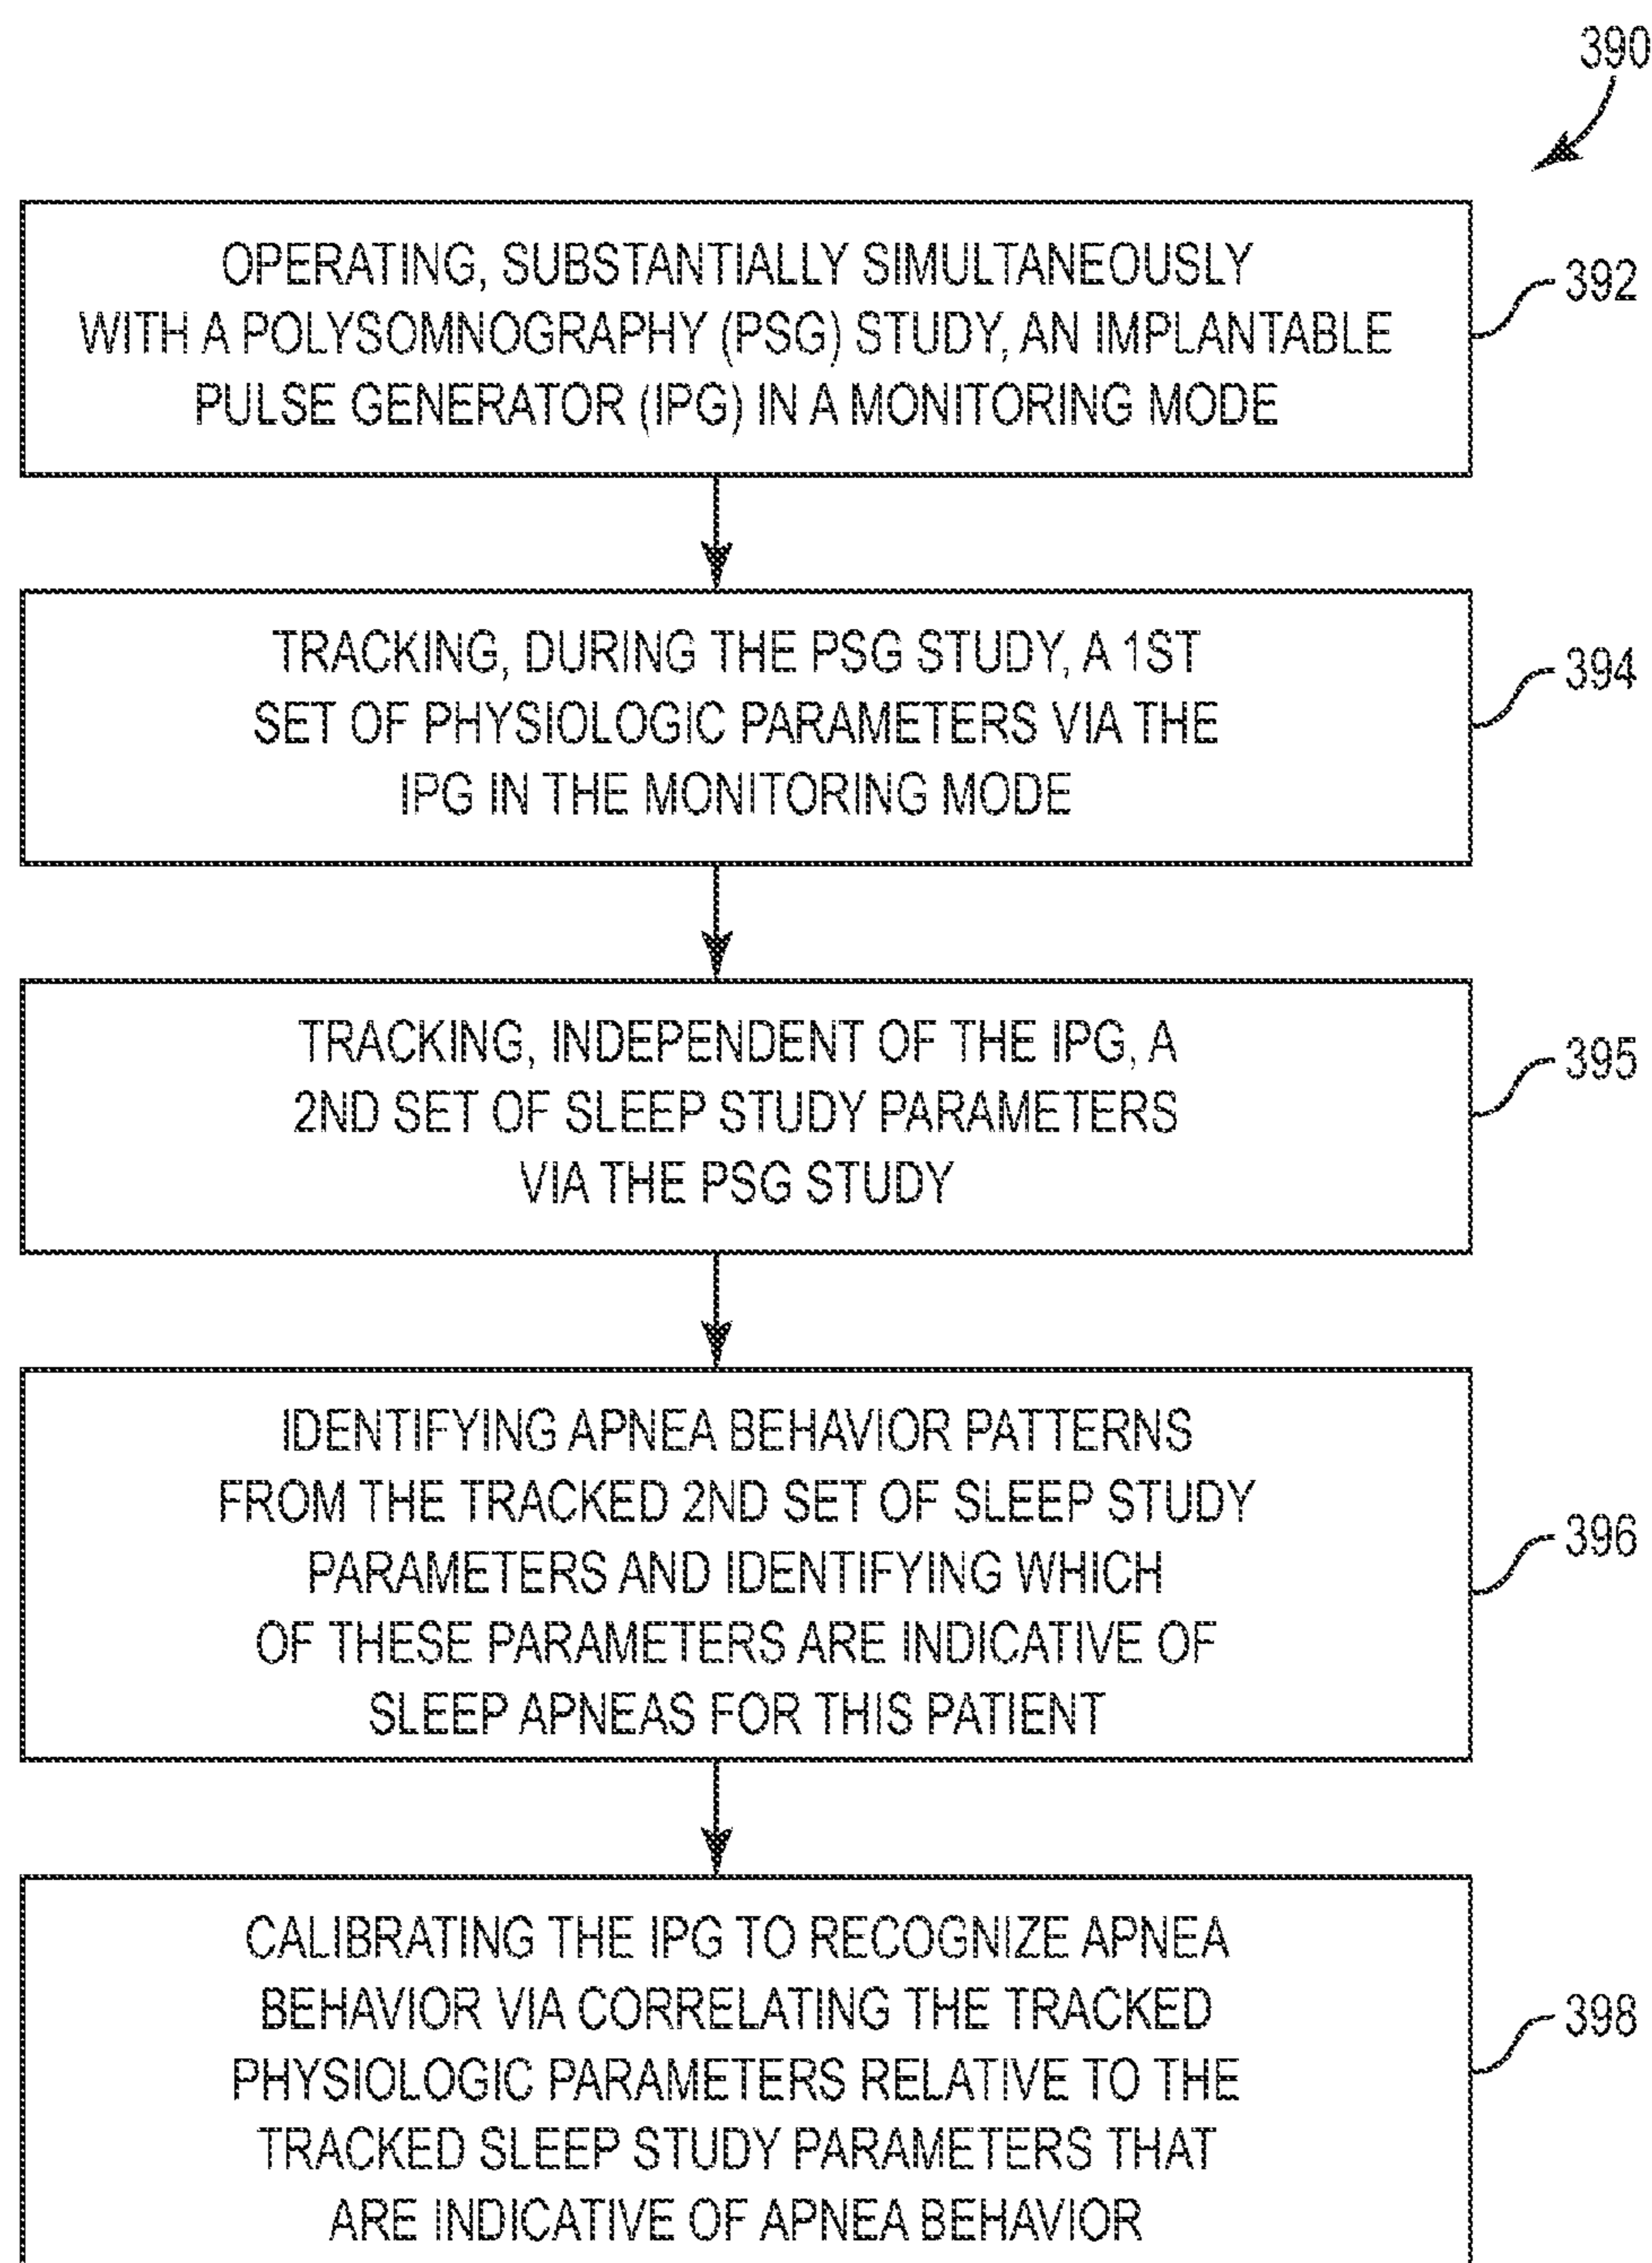 390
OPERATING, SUBSTANTIALLY SIMULTANEOUSLY
WITH A POLYSOMNOGRAPHY (PSG) STUDY, AN IMPLANTABLE
PULSE GENERATOR (IPG) IN A MONITORING MODE
392
TRACKING, DURING THE PSG STUDY, A 1ST
SET OF PHYSIOLOGIC PARAMETERS VIA THE
IPG IN THE MONITORING MODE
394
TRACKING, INDEPENDENT OF THE IPG, A
2ND SET OF SLEEP STUDY PARAMETERS
VIA THE PSG STUDY
395
IDENTIFYING APNEA BEHAVIOR PATTERNS
FROM THE TRACKED 2ND SET OF SLEEP STUDY
PARAMETERS AND IDENTIFYING WHICH
OF THESE PARAMETERS ARE INDICATIVE OF
SLEEP APNEAS FOR THIS PATIENT
396
CALIBRATING THE IPG TO RECOGNIZE APNEA
BEHAVIOR VIA CORRELATING THE TRACKED
PHYSIOLOGIC PARAMETERS RELATIVE TO THE
TRACKED SLEEP STUDY PARAMETERS THAT
ARE INDICATIVE OF APNEA BEHAVIOR
398